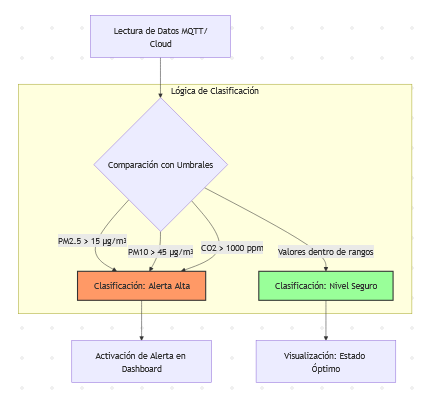 Lectura de Datos MQTT/
Cloud
Lógica de Clasificación
Comparación con Umbrales
PM2.5 > 15 µg/m³
PM10 > 45 µg/m³
CO2 > 1000 ppm
Valores dentro de rangos
Clasificación: Alerta Alta
Clasificación: Nivel Seguro
Activación de Alerta en
Dashboard
Visualización: Estado
Óptimo